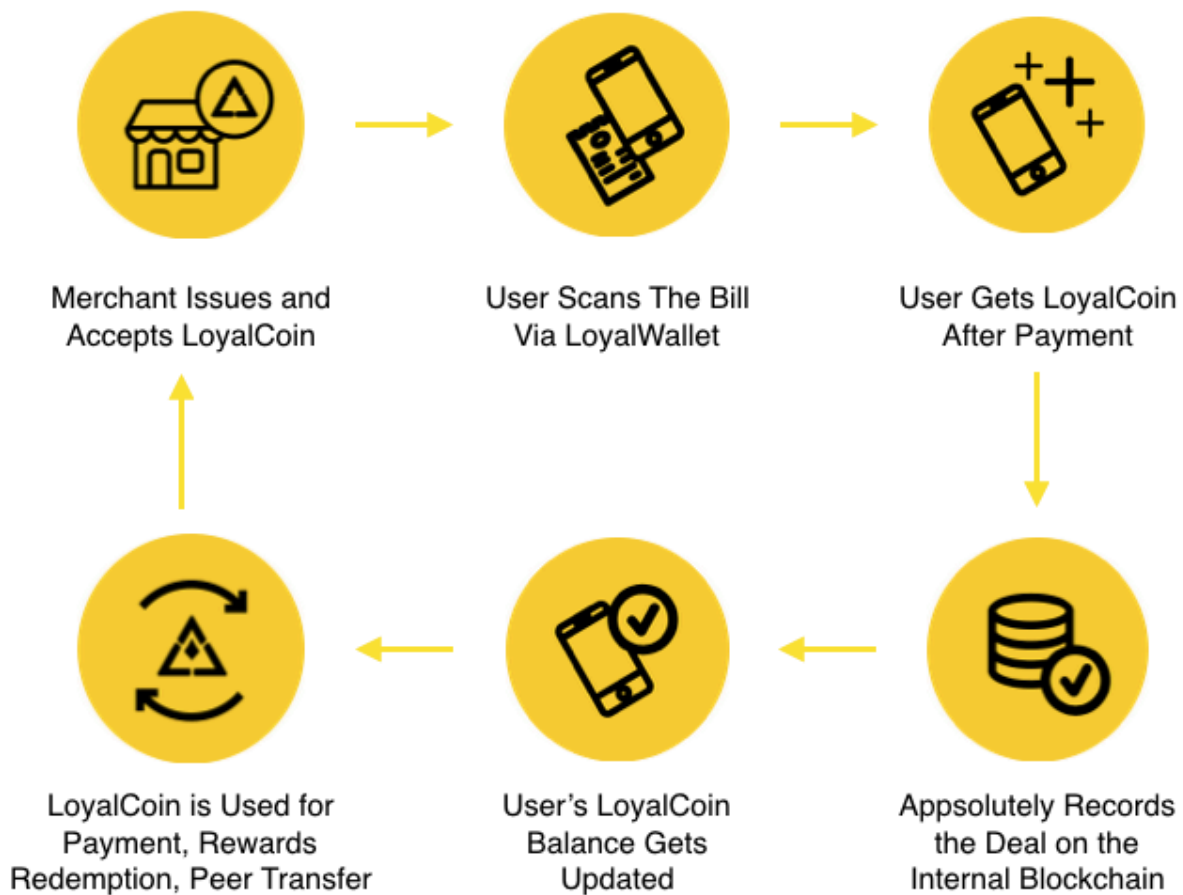 Merchant Issues and
Accepts LoyalCoin
User Scans The Bill
Via LoyalWallet
User Gets LoyalCoin
After Payment
Appsolutely Records
the Deal on the
Internal Blockchain
User's LoyalCoin
Balance Gets
Updated
LoyalCoin is Used for
Payment, Rewards
Redemption, Peer Transfer